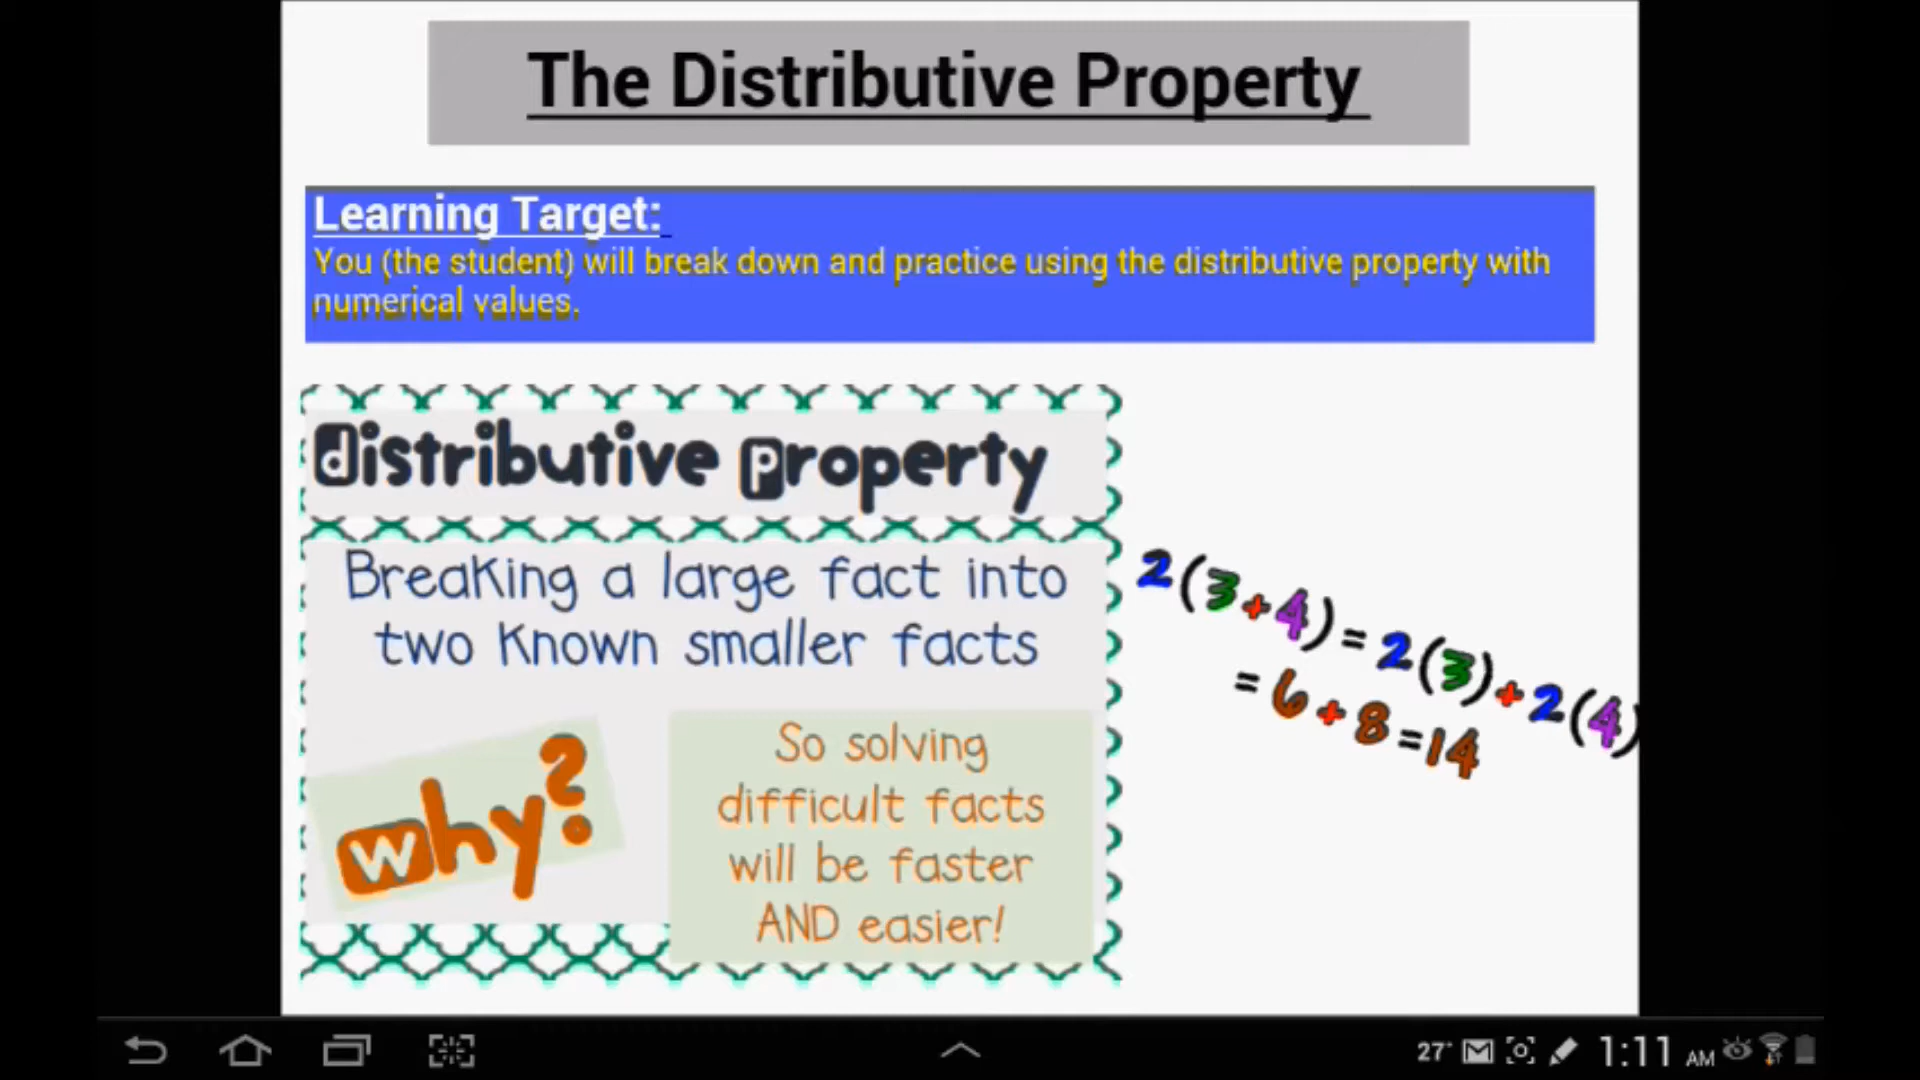 The Distributive Property
Learning Target:
You (the student) will break down and practice using the distributive property with
numerical values.
distributive property
Breaking a large fact into
two known smaller facts
why?
So solving
difficult facts
will be faster
AND easier!
2(3+4)=2(3)+2(4)
=6+8=14
27° 1:11 AM